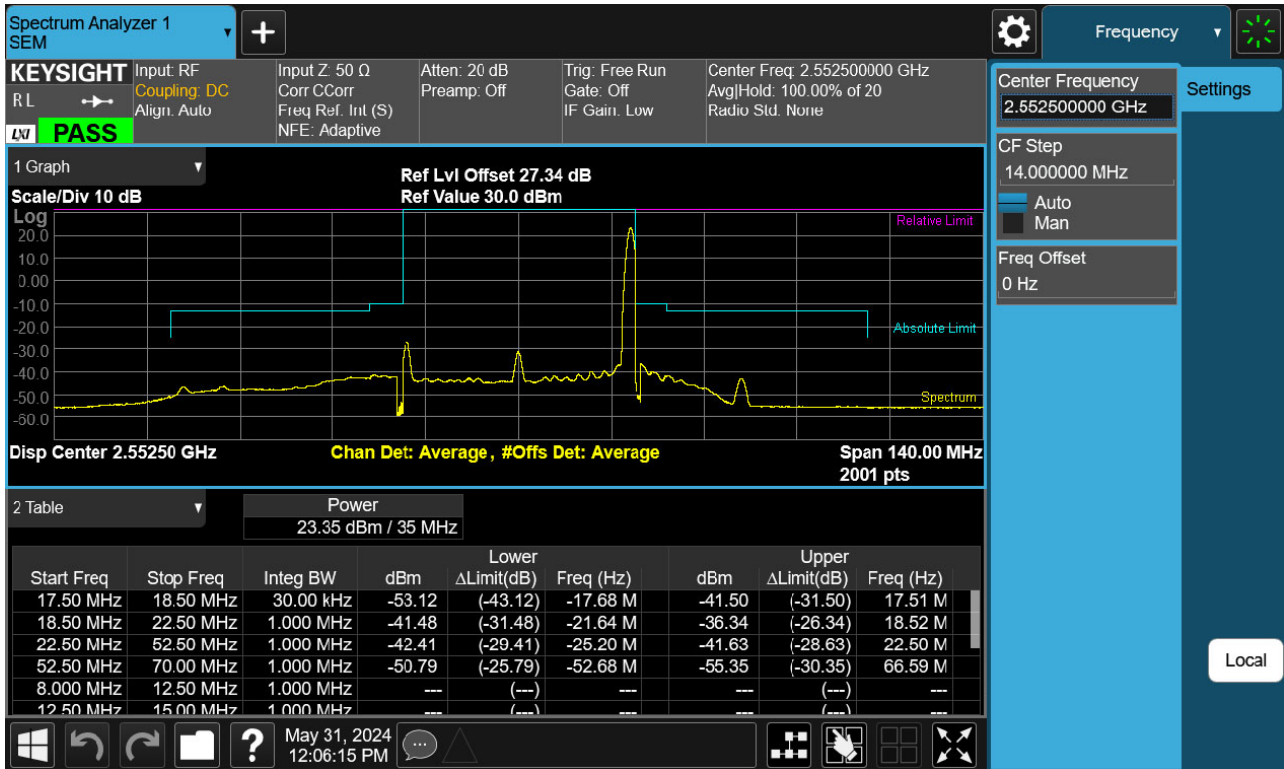 Spectrum Analyzer 1
SEM
+
Frequency
KEYSIGHT
R L
LXI
PASS
Input: RF
Coupling: DC
Align: Auto
Input Z: 50 Ω
Corr CCorr
Freq Ref: Int (S)
NFE: Adaptive
Atten: 20 dB
Preamp: Off
Trig: Free Run
Gate: Off
IF Gain: Low
Center Freq: 2.552500000 GHz
Avg|Hold: 100.00% of 20
Radio Std: None
Center Frequency
2.552500000 GHz
Settings
CF Step
14.000000 MHz
Auto
Man
Freq Offset
0 Hz
Local
1 Graph
Ref Lvl Offset 27.34 dB
Scale/Div 10 dB
Ref Value 30.0 dBm
Log
Relative Limit
20.0
10.0
0.00
-10.0
-20.0
Absolute Limit
-30.0
-40.0
-50.0
Spectrum
-60.0
Disp Center 2.55250 GHz
Chan Det: Average, #Offs Det: Average
Span 140.00 MHz
2001 pts
2 Table
Power
23.35 dBm / 35 MHz
Lower Upper
Start Freq Stop Freq Integ BW dBm ΔLimit(dB) Freq (Hz) dBm ΔLimit(dB) Freq (Hz)
17.50 MHz 18.50 MHz 30.00 kHz -53.12 (-43.12) -17.68 M -41.50 (-31.50) 17.51 M
18.50 MHz 22.50 MHz 1.000 MHz -41.48 (-31.48) -21.64 M -36.34 (-26.34) 18.52 M
22.50 MHz 52.50 MHz 1.000 MHz -42.41 (-29.41) -25.20 M -41.63 (-28.63) 22.50 M
52.50 MHz 70.00 MHz 1.000 MHz -50.79 (-25.79) -52.68 M -55.35 (-30.35) 66.59 M
8.000 MHz 12.50 MHz 1.000 MHz --- (---) --- --- (---) ---
12.50 MHz 15.00 MHz 1.000 MHz --- (---) --- --- (---) ---
?
May 31, 2024
12:06:15 PM